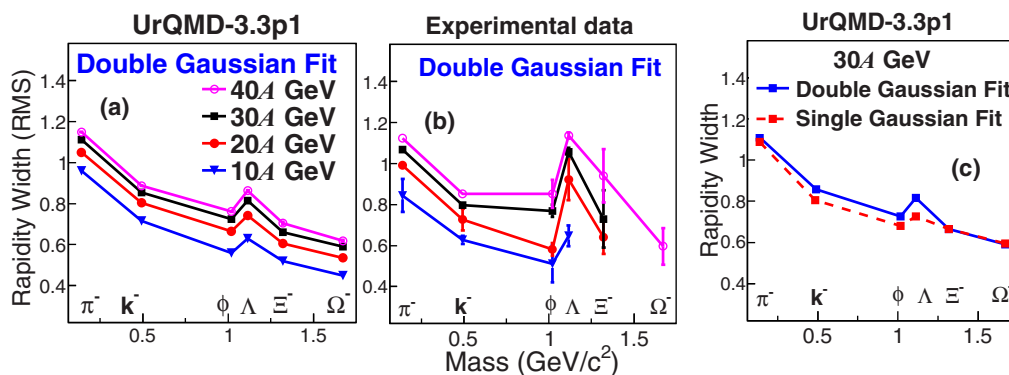 UrQMD-3.3p1
Double Gaussian Fit
(a)
40A GeV
30A GeV
20A GeV
10A GeV
Rapidity Width (RMS)
1.4
1.2
1
0.8
0.6
0.4
π⁻ k⁻ ϕ Λ Ξ⁻ Ω⁻
0.5 1 1.5
Experimental data
Double Gaussian Fit
(b)
1.4
1.2
1
0.8
0.6
0.4
π⁻ k⁻ ϕ Λ Ξ⁻ Ω⁻
0.5 1 1.5
Mass (GeV/c²)
UrQMD-3.3p1
30A GeV
Double Gaussian Fit
Single Gaussian Fit
(c)
Rapidity Width
1.4
1.2
1
0.8
0.6
0.4
π⁻ k⁻ ϕ Λ Ξ⁻ Ω⁻
0.5 1 1.5